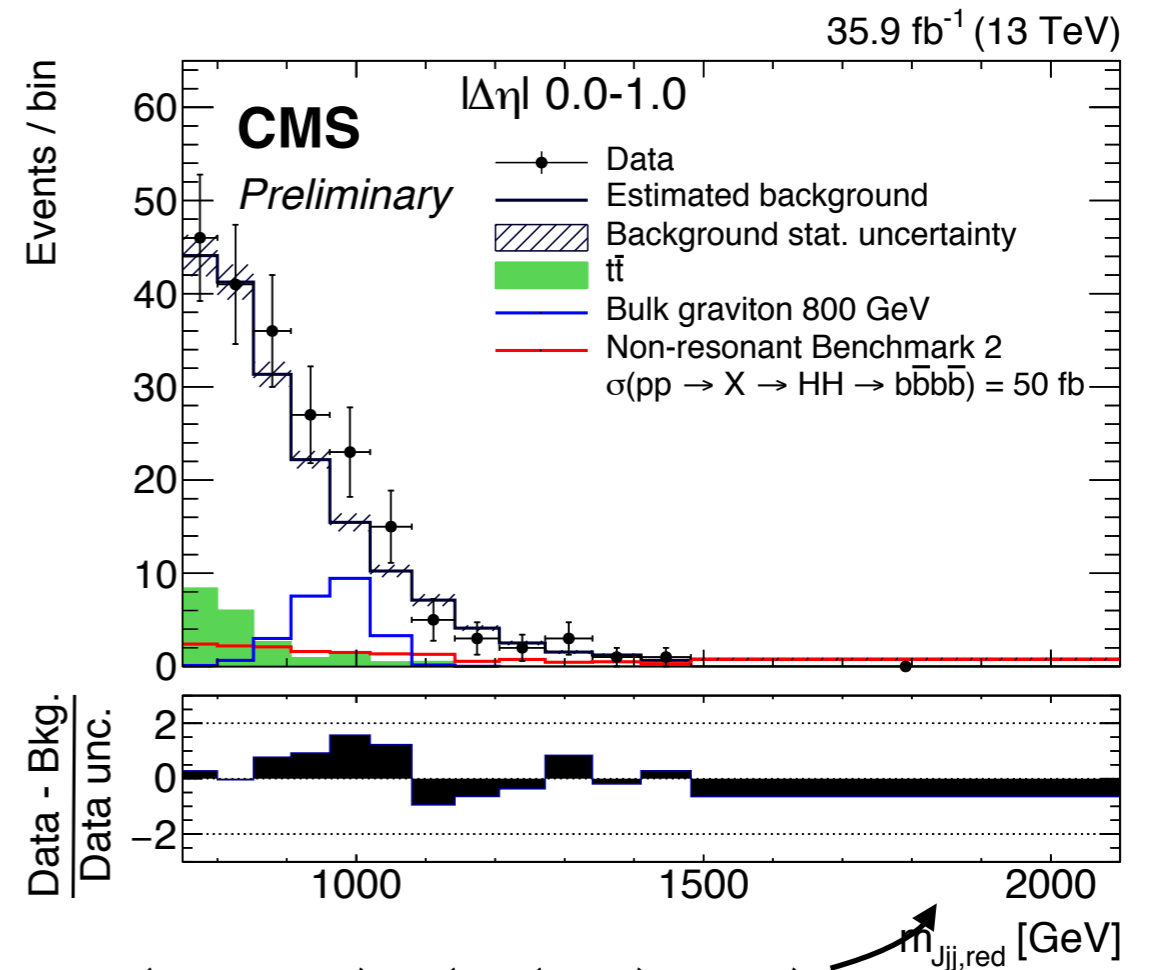 35.9 fb⁻¹ (13 TeV)
Events / bin
|Δη| 0.0-1.0
CMS
Preliminary
Data
Estimated background
Background stat. uncertainty
tt̄
Bulk graviton 800 GeV
Non-resonant Benchmark 2
σ(pp → X → HH → bb̄bb̄) = 50 fb
60
50
40
30
20
10
0
Data - Bkg.
Data unc.
2
0
−2
1000 1500 2000
m_Jjj,red [GeV]